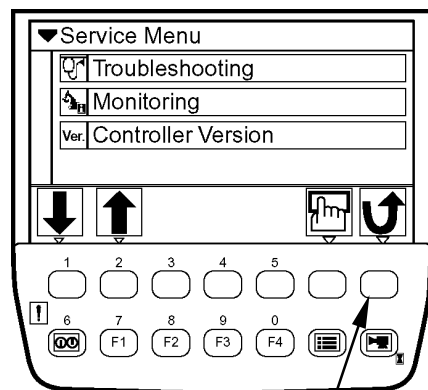 Service Menu
Troubleshooting
Monitoring
Ver. Controller Version
1 2 3 4 5
6 7 8 9 0
F1 F2 F3 F4